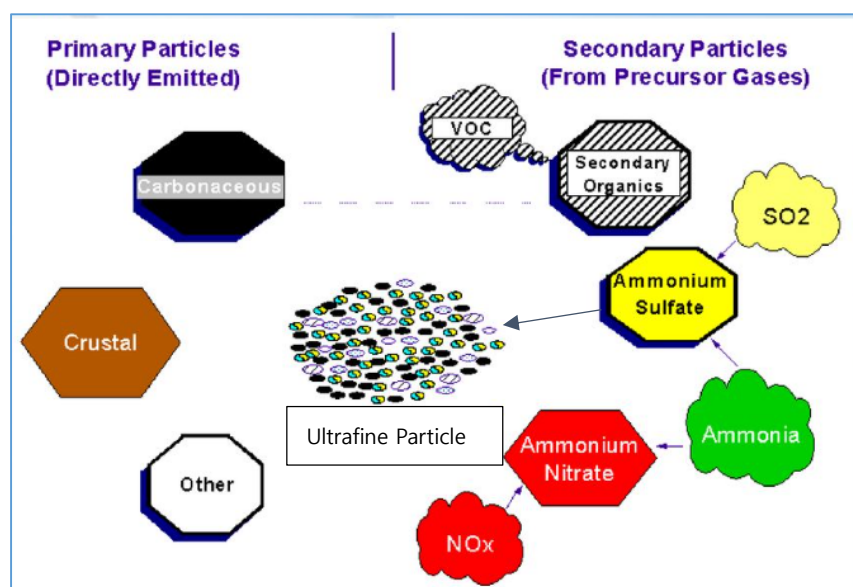 Primary Particles
(Directly Emitted)
Secondary Particles
(From Precursor Gases)
VOC
Carbonaceous
Secondary
Organics
SO2
Ammonium
Sulfate
Crustal
Ultrafine Particle
Ammonium
Nitrate
Ammonia
Other
NOx